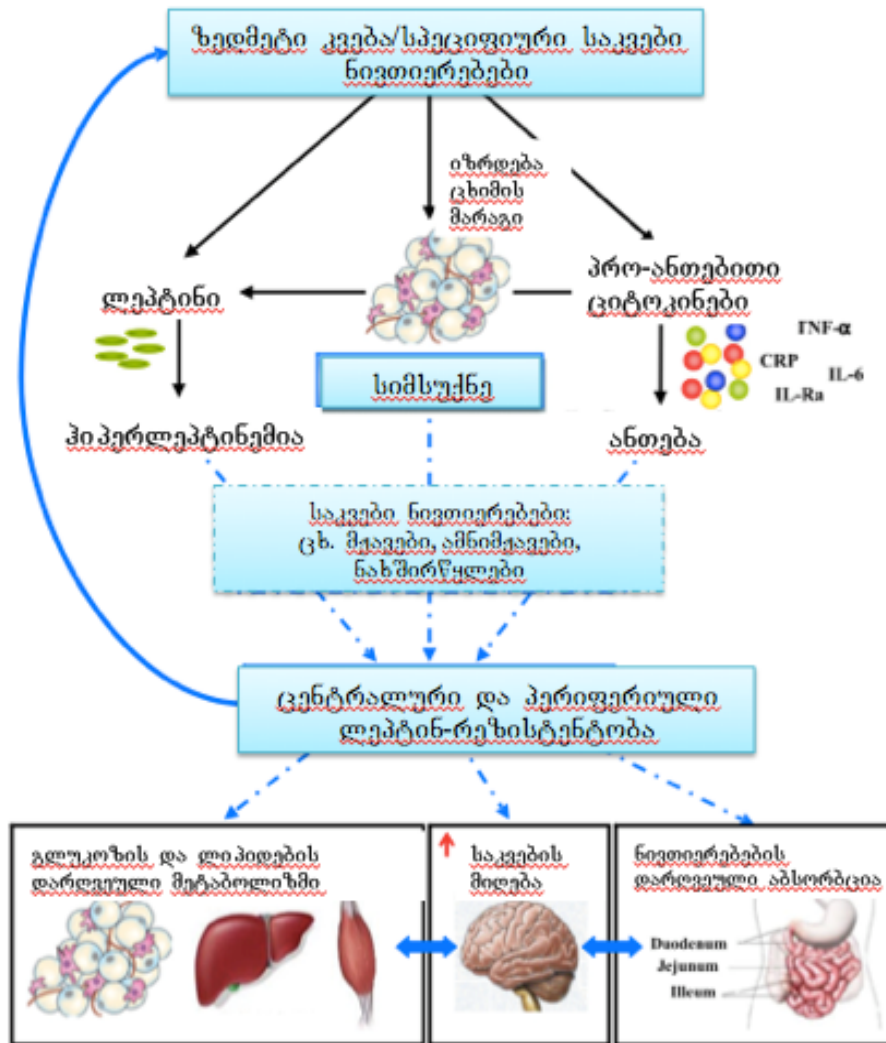 ზედმეტი კვება/სპეციფიური საკვები
ნივთიერებები
იზრდება
ცხიმის
მარაგი
ლეპტინი
პრო-ანთებითი
ციტოკინები
TNF-α
CRP
IL-6
IL-Ra
სიმსუქნე
ჰიპერლეპტინემია
ანთება
საკვები ნივთიერებები:
ცხ. მჟავები, ამნიმჟავები,
ნახშირწყლები
ცენტრალური და პერიფერიული
ლეპტინ-რეზისტენტობა
გლუკოზის და ლიპიდების
დარღვეული მეტაბოლიზმი
საკვების
მიღება
ნივთიერებების
დარღვეული აბსორბცია
Duodenum
Jejunum
Illeum